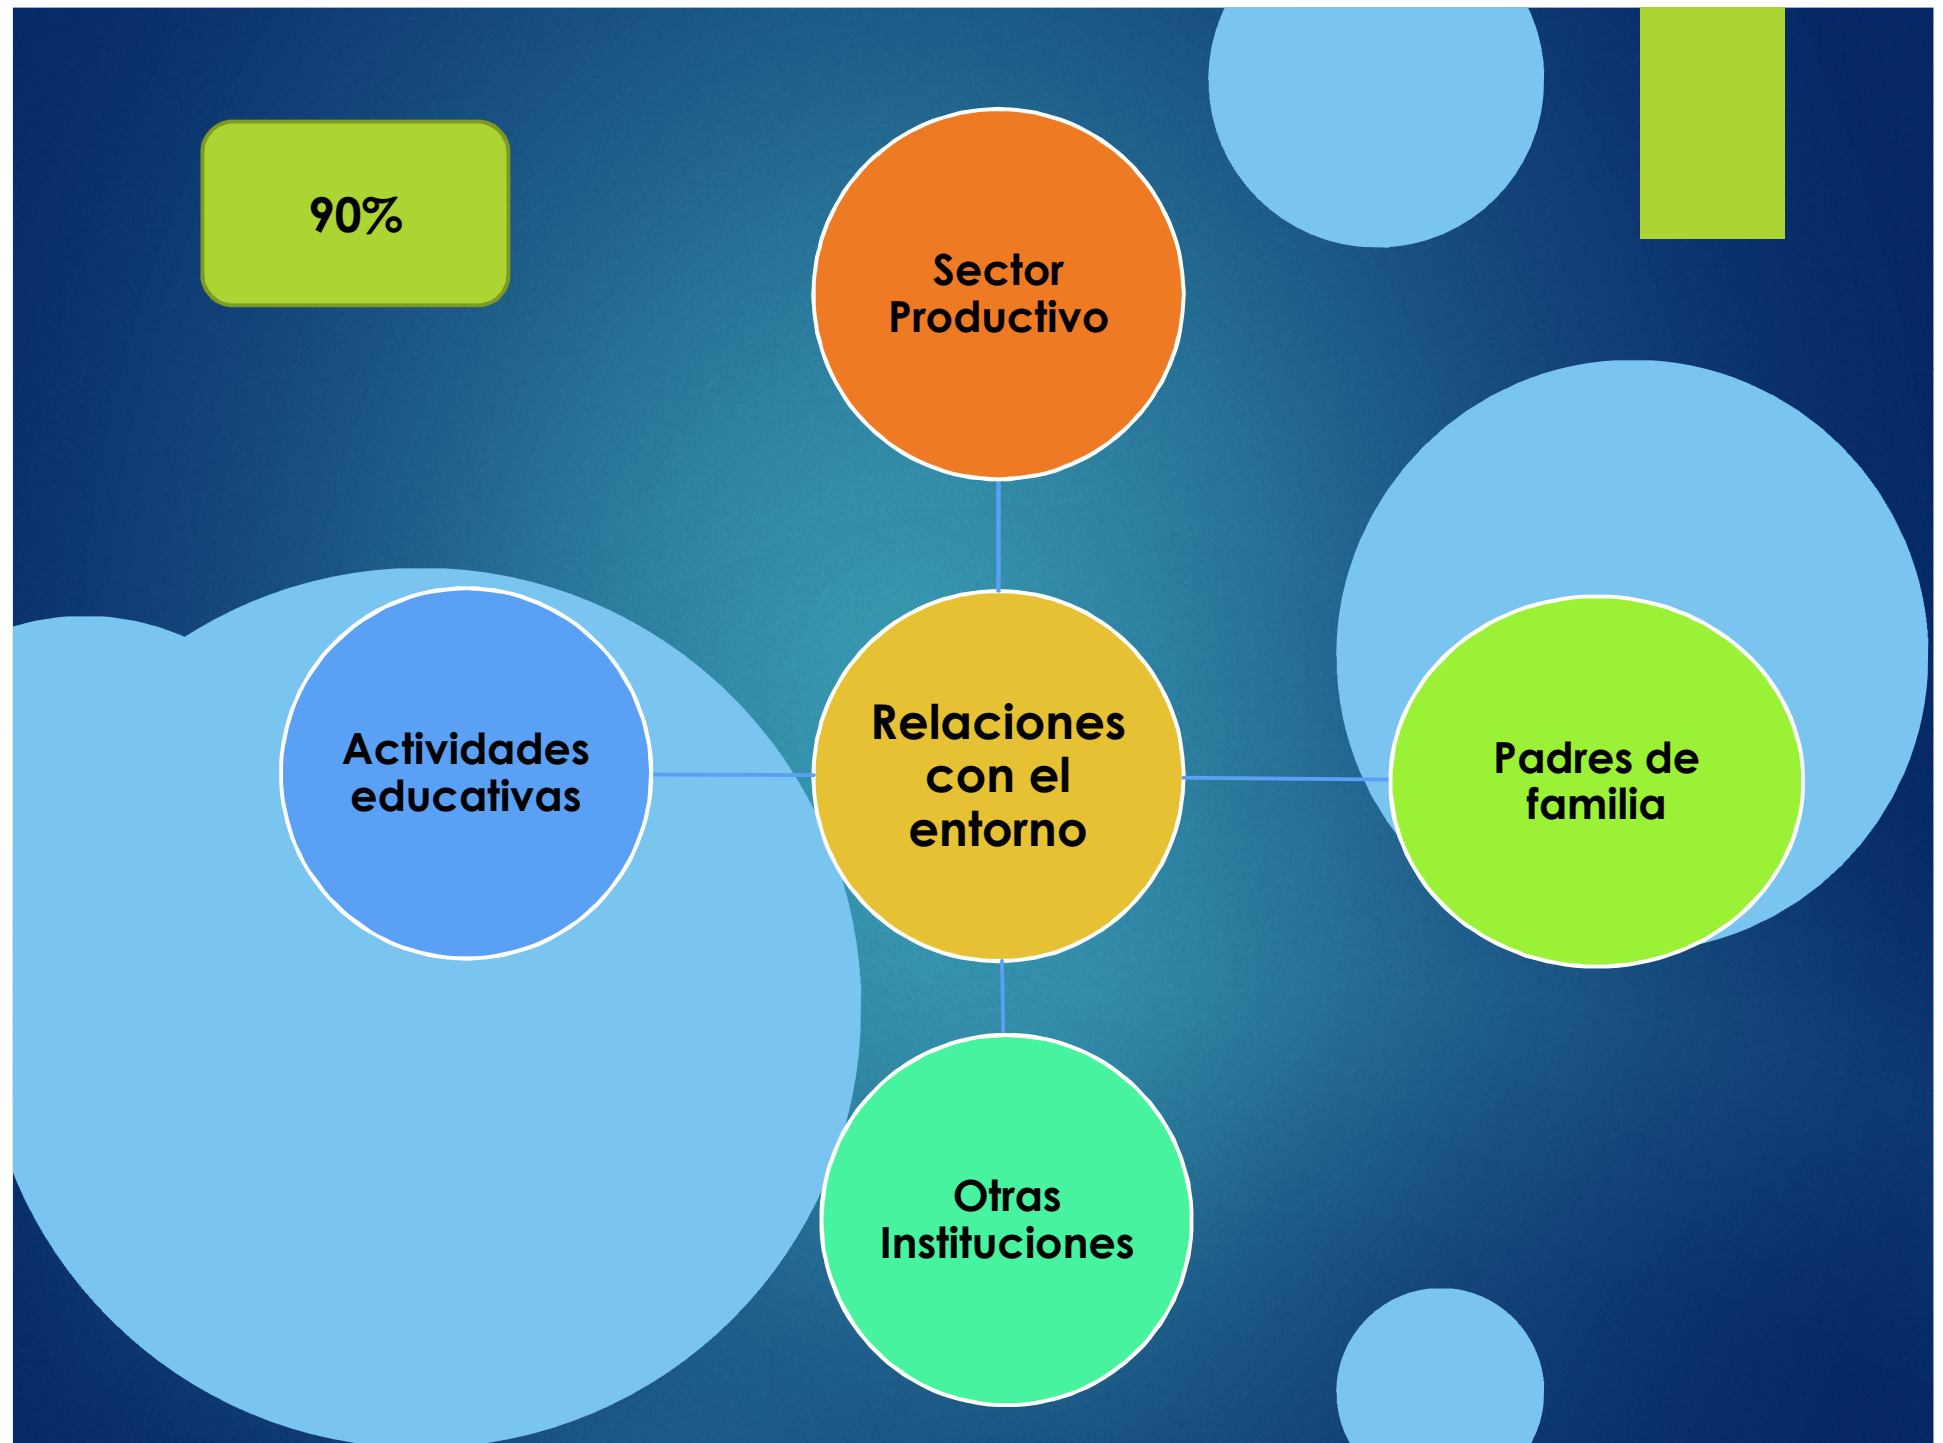 90%
Sector
Productivo
Actividades
educativas
Relaciones
con el
entorno
Padres de
familia
Otras
Instituciones